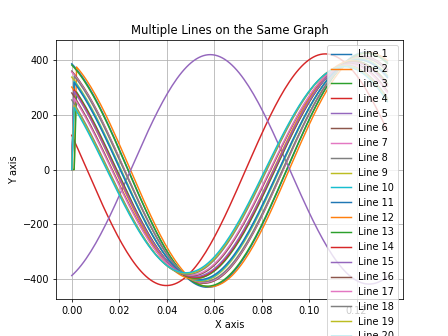 Multiple Lines on the Same Graph
Y axis
400
200
0
−200
−400
0.00
0.02
0.04
0.06
0.08
0.10
X axis
Line 1
Line 2
Line 3
Line 4
Line 5
Line 6
Line 7
Line 8
Line 9
Line 10
Line 11
Line 12
Line 13
Line 14
Line 15
Line 16
Line 17
Line 18
Line 19
Line 20